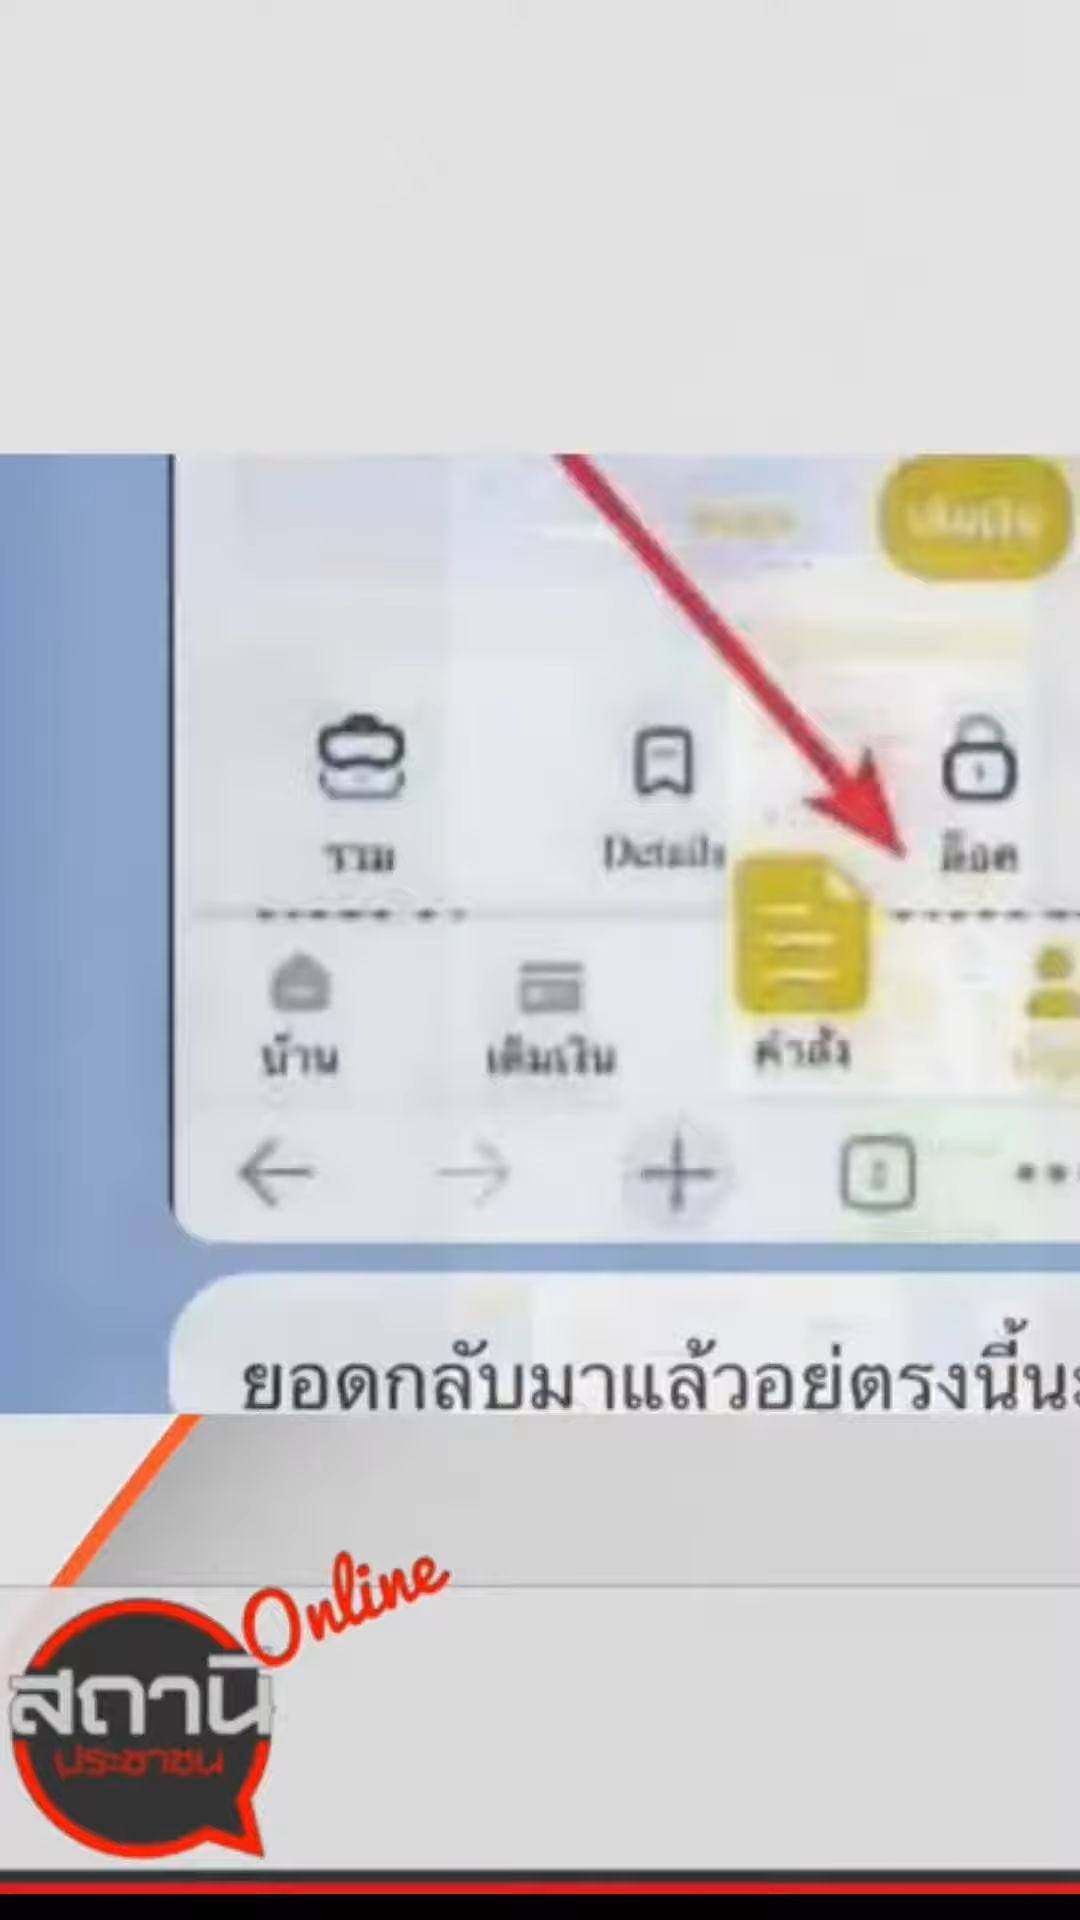 เติมเงิน
รวม
Details
ล็อค
บ้าน
เติมเงิน
คำสั่ง
ยอดกลับมาแล้วอยู่ตรงนี้นะ
Online
สถานี
ประชาชน